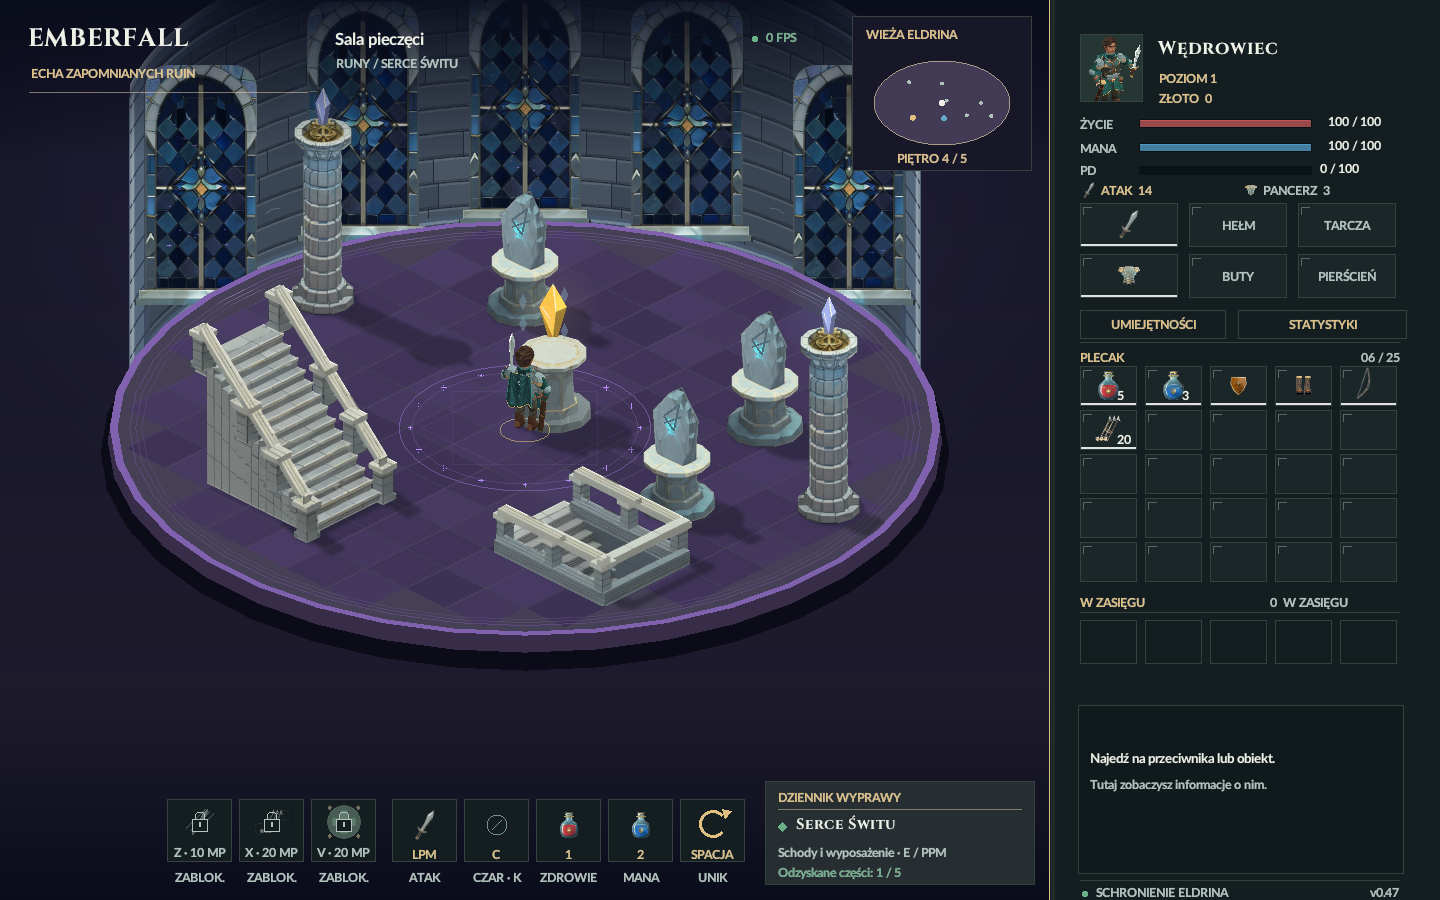 EMBERFALL
ECHA ZAPOMNIANYCH RUIN
Sala pieczęci
RUNY / SERCE ŚWITU
0 FPS
WIEŻA ELDRINA
PIĘTRO 4 / 5
WĘDROWIEC
POZIOM 1
ZŁOTO 0
ŻYCIE 100 / 100
MANA 100 / 100
PD 0 / 100
ATAK 14 PANCERZ 3
HEŁM TARCZA
BUTY PIERŚCIEŃ
UMIEJĘTNOŚCI STATYSTYKI
PLECAK 06 / 25
5 3
20
W ZASIĘGU 0 W ZASIĘGU
Najedź na przeciwnika lub obiekt.
Tutaj zobaczysz informacje o nim.
SCHRONIENIE ELDRINA v0.47
Z · 10 MP X · 20 MP V · 20 MP LPM C 1 2 SPACJA
ZABLOK. ZABLOK. ZABLOK. ATAK CZAR · K ZDROWIE MANA UNIK
DZIENNIK WYPRAWY
SERCE ŚWITU
Schody i wyposażenie · E / PPM
Odzyskane części: 1 / 5